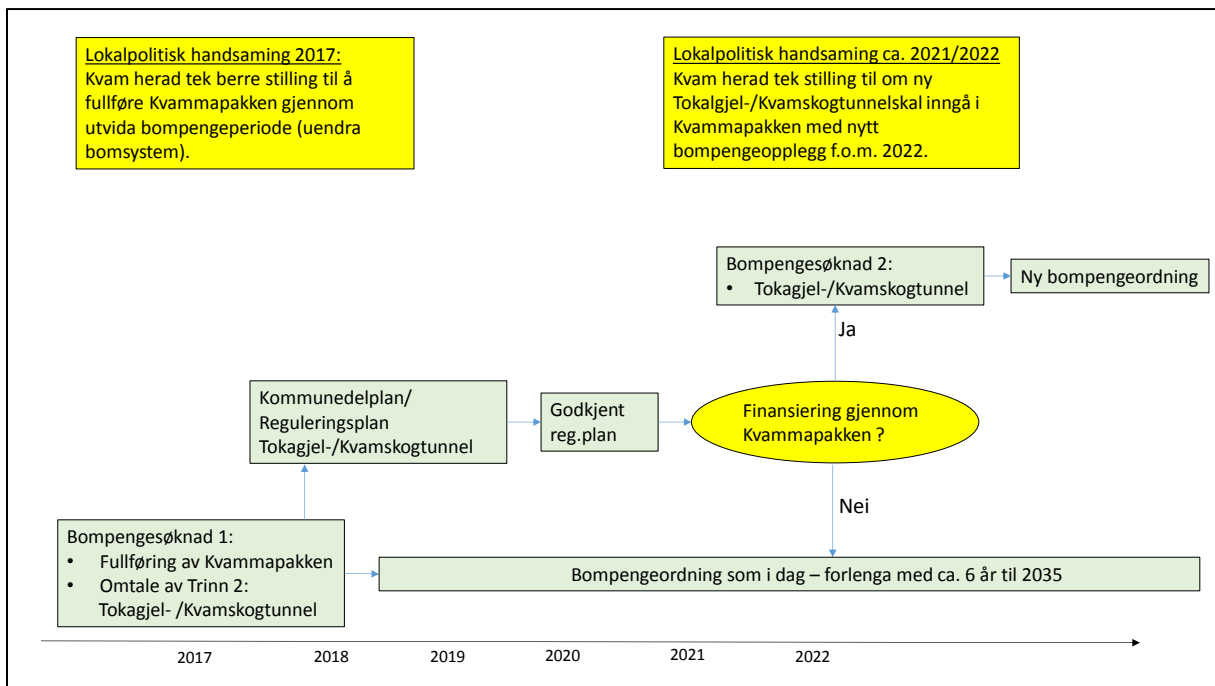 Lokalpolitisk handsaming 2017:
Kvam herad tek berre stilling til å
fullføre Kvammapakken gjennom
utvida bompengeperiode (uendra
bomsystem).
Lokalpolitisk handsaming ca. 2021/2022
Kvam herad tek stilling til om ny
Tokalgjel-/Kvamskogtunnelskal inngå i
Kvammapakken med nytt
bompengeopplegg f.o.m. 2022.
Bompengesøknad 2:
• Tokagjel-/Kvamskogtunnel
Ny bompengeordning
Ja
Kommunedelplan/
Reguleringsplan
Tokagjel-/Kvamskogtunnel
Godkjent
reg.plan
Finansiering gjennom
Kvammapakken ?
Nei
Bompengesøknad 1:
• Fullføring av Kvammapakken
• Omtale av Trinn 2:
Tokagjel- /Kvamskogtunnel
Bompengeordning som i dag – forlenga med ca. 6 år til 2035
2017 2018 2019 2020 2021 2022